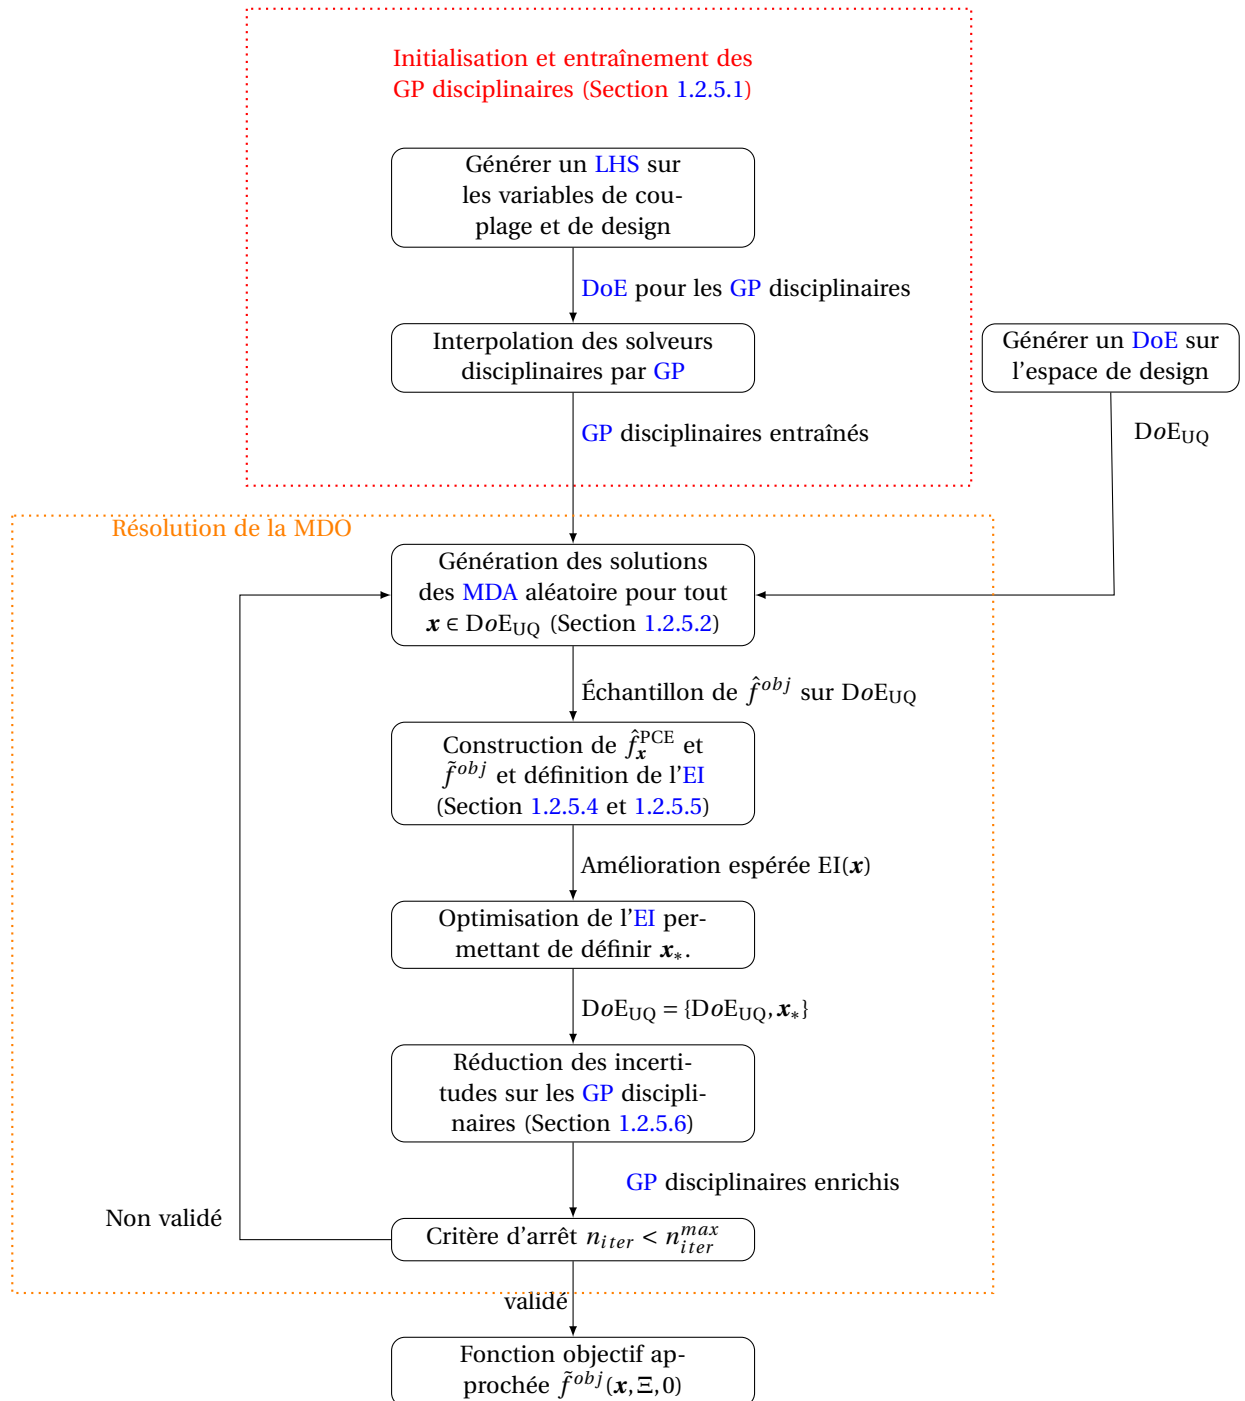 Initialisation et entraînement des
GP disciplinaires (Section 1.2.5.1)
Générer un LHS sur
les variables de cou-
plage et de design
DoE pour les GP disciplinaires
Interpolation des solveurs
disciplinaires par GP
Générer un DoE sur
l'espace de design
GP disciplinaires entraînés
DoE_UQ
Résolution de la MDO
Génération des solutions
des MDA aléatoire pour tout
x ∈ DoE_UQ (Section 1.2.5.2)
Échantillon de f̂^obj sur DoE_UQ
Construction de f̂_x^PCE et
f̃^obj et définition de l'EI
(Section 1.2.5.4 et 1.2.5.5)
Amélioration espérée EI(x)
Optimisation de l'EI per-
mettant de définir x_*.
DoE_UQ = {DoE_UQ, x_*}
Réduction des incerti-
tudes sur les GP discipli-
naires (Section 1.2.5.6)
GP disciplinaires enrichis
Non validé
Critère d'arrêt n_iter < n_iter^max
validé
Fonction objectif ap-
prochée f̃^obj(x, Ξ, 0)